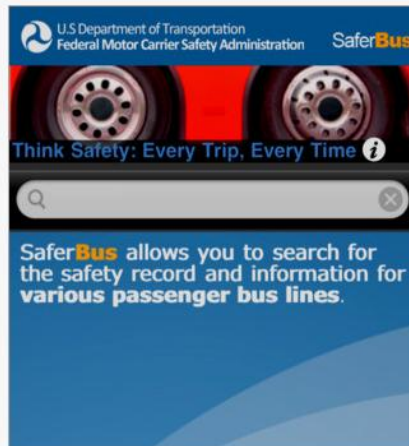 U.S Department of Transportation
Federal Motor Carrier Safety Administration
SaferBus
Think Safety: Every Trip, Every Time i
SaferBus allows you to search for
the safety record and information for
various passenger bus lines.